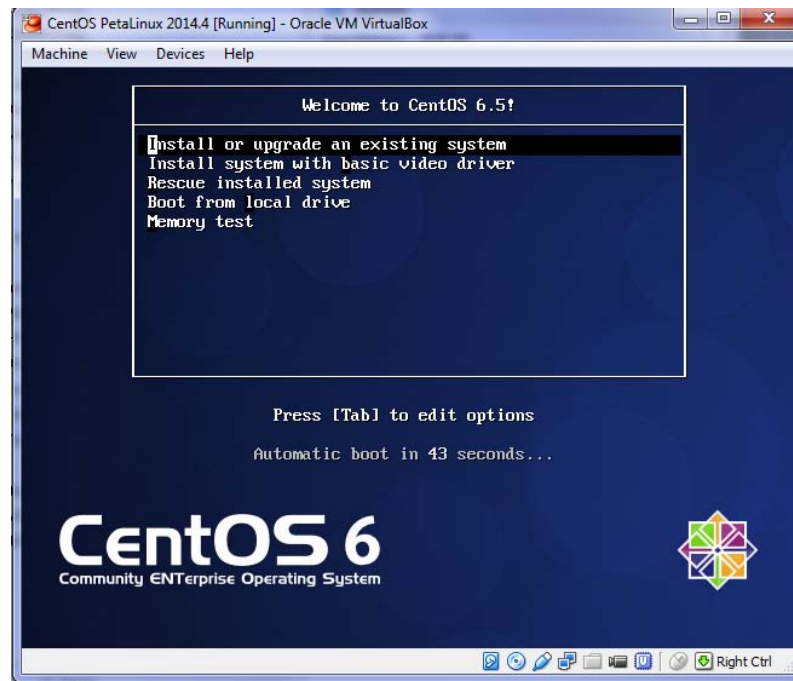 CentOS PetaLinux 2014.4 [Running] - Oracle VM VirtualBox
Machine View Devices Help
Welcome to CentOS 6.5!
Install or upgrade an existing system
Install system with basic video driver
Rescue installed system
Boot from local drive
Memory test
Press [Tab] to edit options
Automatic boot in 43 seconds...
CentOS 6
Community ENTerprise Operating System
Right Ctrl